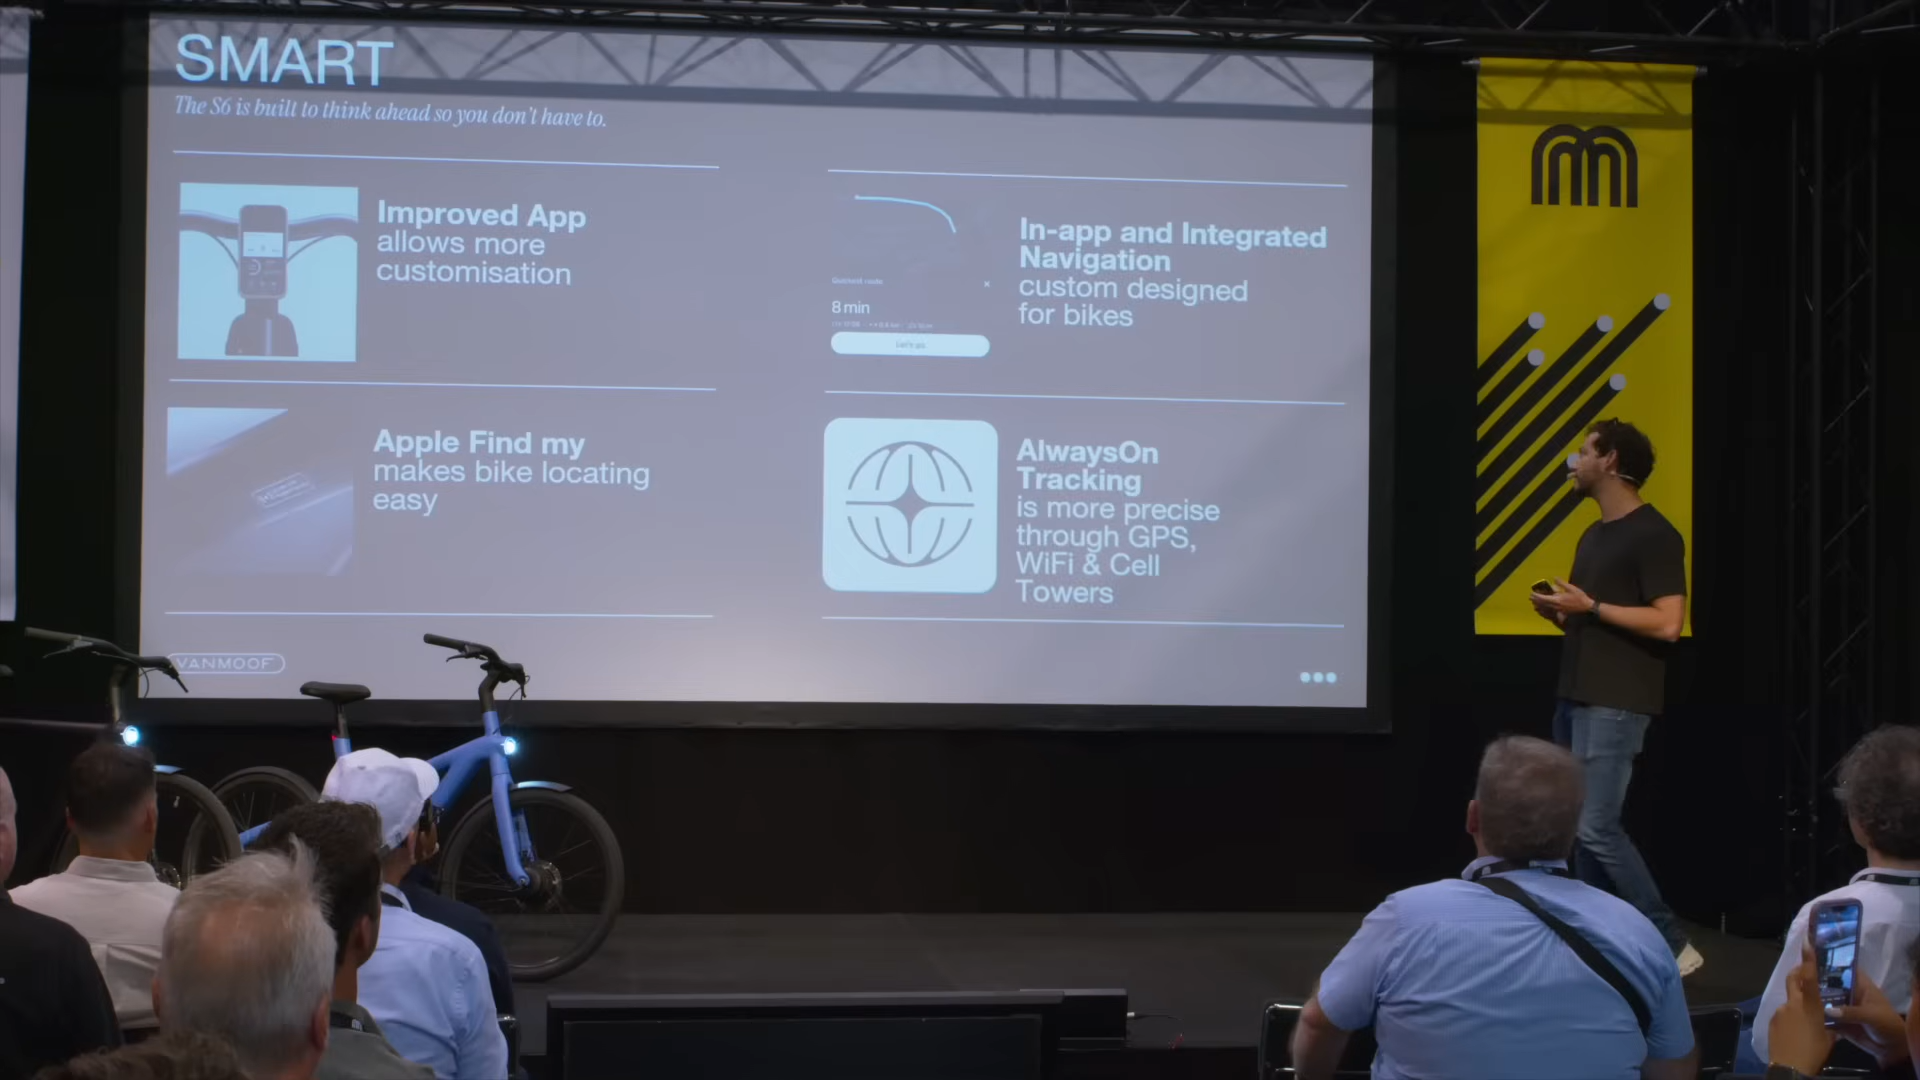 SMART
The S6 is built to think ahead so you don't have to.
Improved App
allows more
customisation
8 min
Let's go
In-app and Integrated
Navigation
custom designed
for bikes
Apple Find my
makes bike locating
easy
AlwaysOn
Tracking
is more precise
through GPS,
WiFi & Cell
Towers
VANMOOF